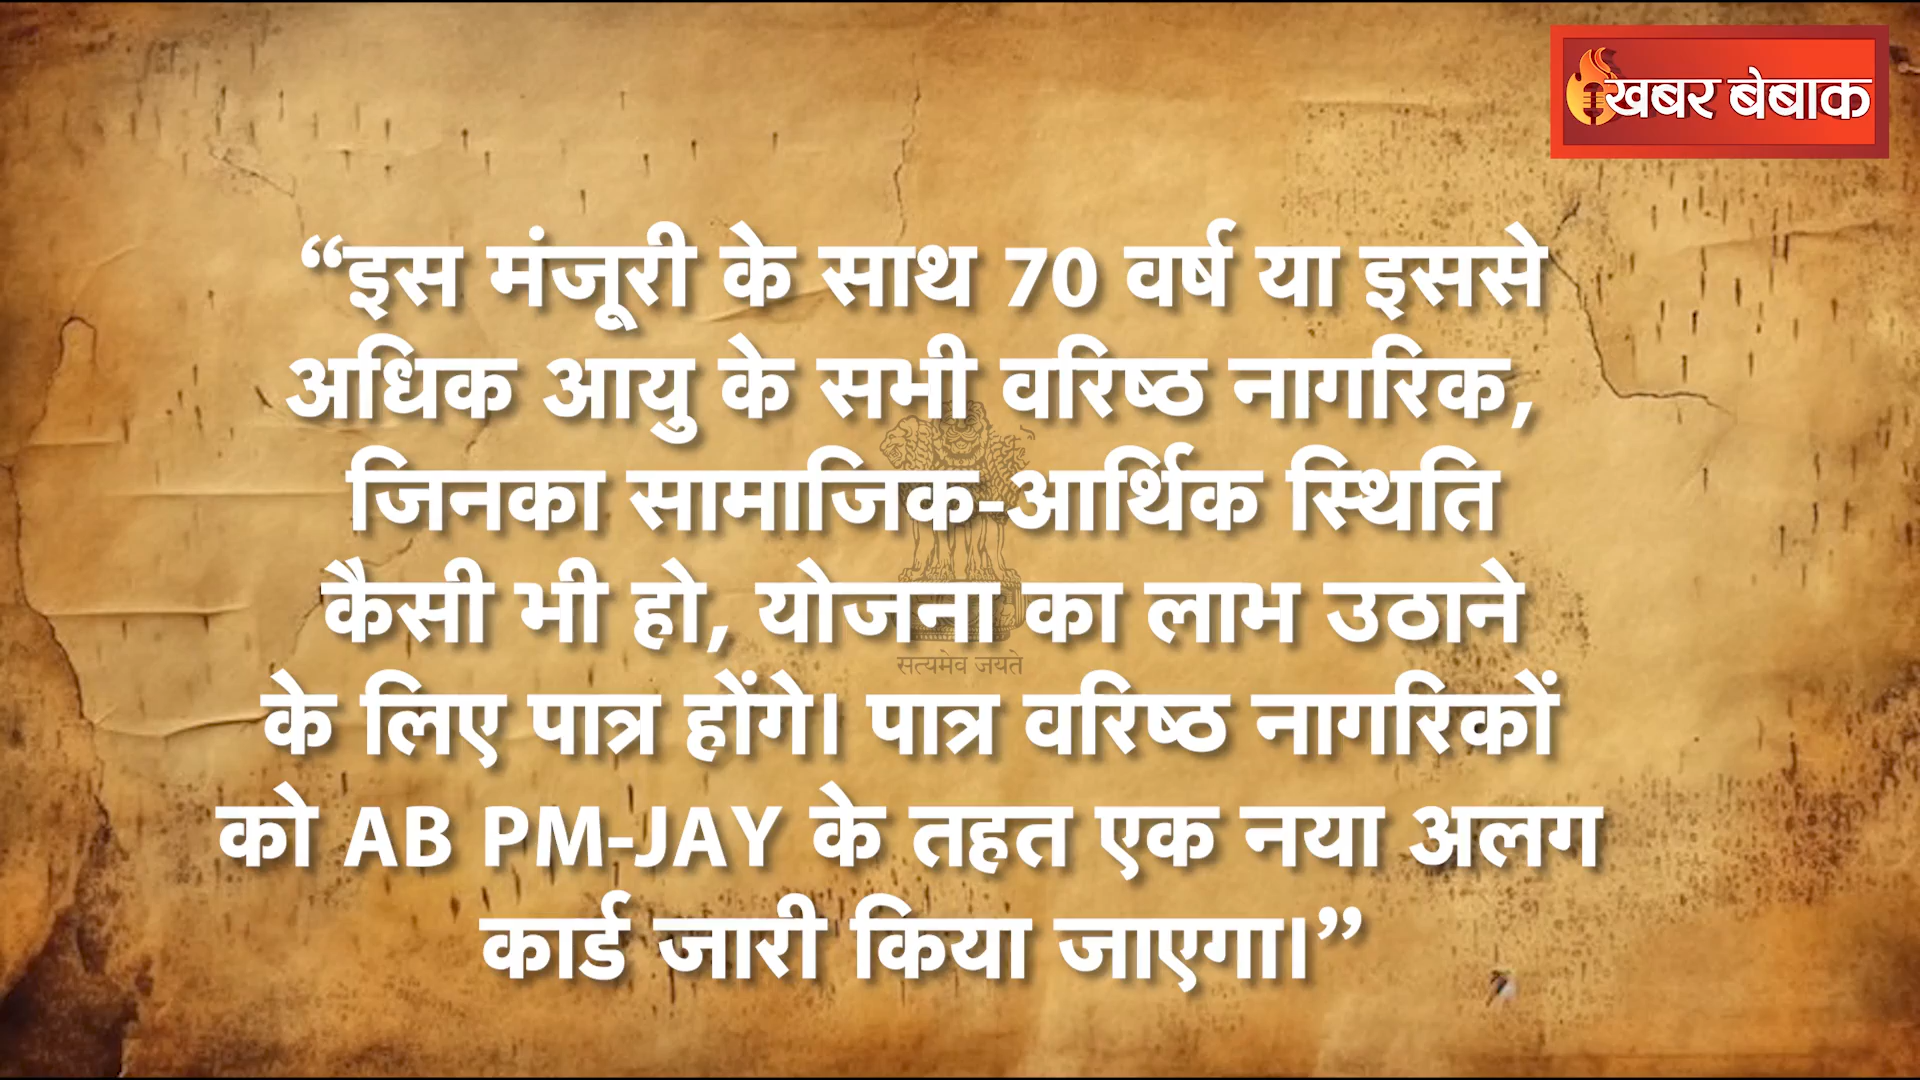 खबर बेबाक
“इस मंजूरी के साथ 70 वर्ष या इससे
अधिक आयु के सभी वरिष्ठ नागरिक,
जिनका सामाजिक-आर्थिक स्थिति
कैसी भी हो, योजना का लाभ उठाने
सत्यमेव जयते
के लिए पात्र होंगे। पात्र वरिष्ठ नागरिकों
को AB PM-JAY के तहत एक नया अलग
कार्ड जारी किया जाएगा।”